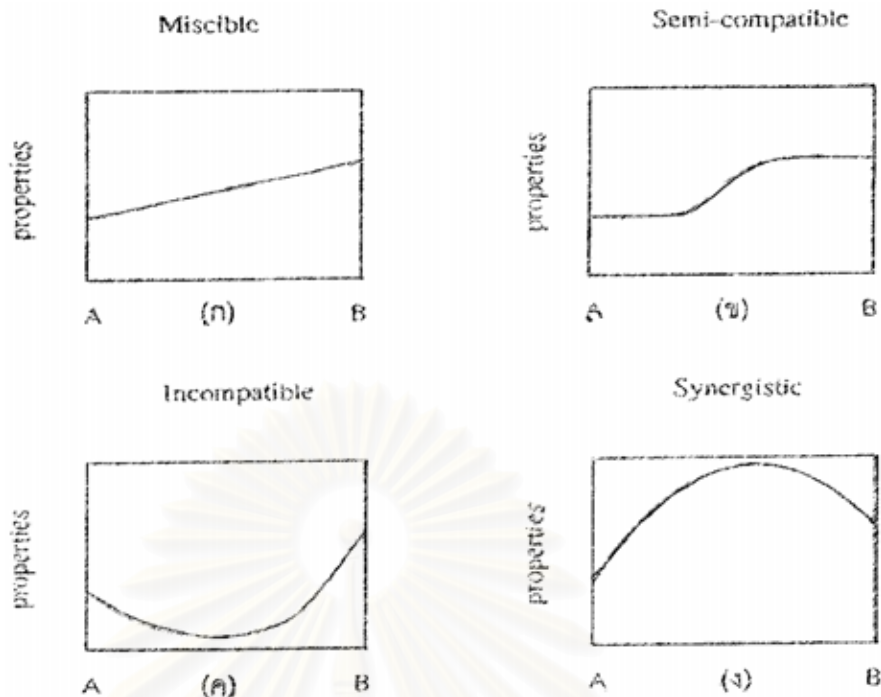 Miscible
Semi-compatible
properties
properties
A (ก) B
A (ข) B
Incompatible
Synergistic
properties
properties
A (ค) B
A (ง) B